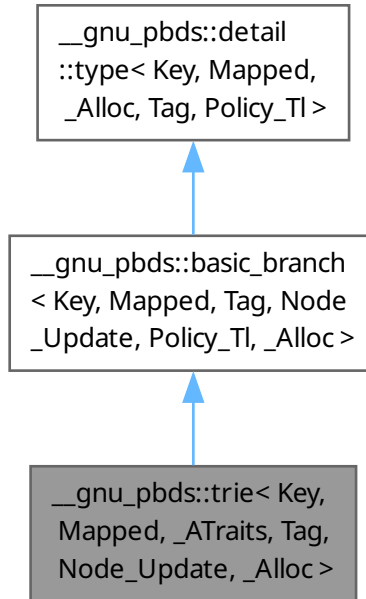 __gnu_pbds::detail
::type< Key, Mapped,
_Alloc, Tag, Policy_Tl >
__gnu_pbds::basic_branch
< Key, Mapped, Tag, Node
_Update, Policy_Tl, _Alloc >
__gnu_pbds::trie< Key,
Mapped, _ATraits, Tag,
Node_Update, _Alloc >